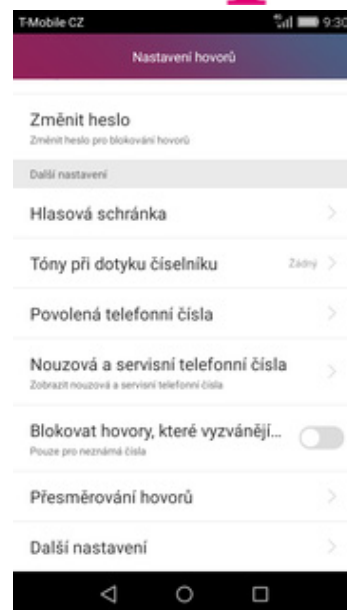 T-Mobile CZ 9:30
Nastavení hovorů
Změnit heslo
Změnit heslo pro blokování hovorů
Další nastavení
Hlasová schránka
Tóny při dotyku číselníku Žádný
Povolená telefonní čísla
Nouzová a servisní telefonní čísla
Zobrazit nouzová a servisní telefonní čísla
Blokovat hovory, které vyzvánějí...
Pouze pro neznámá čísla
Přesměrování hovorů
Další nastavení